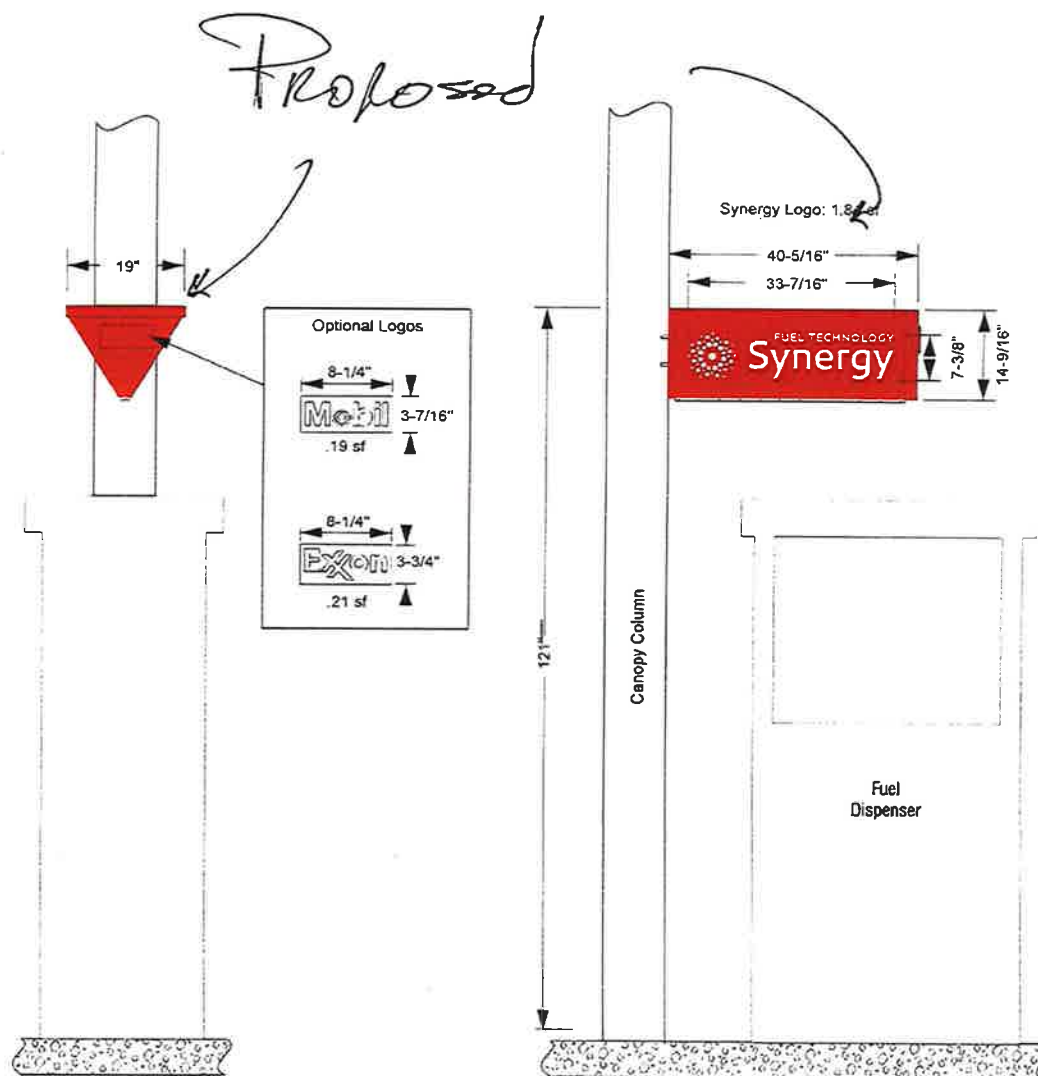 Proposed
Synergy Logo: 1.8
40-5/16"
33-7/16"
19"
Optional Logos
8-1/4"
Mobil
3-7/16"
.19 sf
8-1/4"
Exxon
3-3/4"
.21 sf
FUEL TECHNOLOGY
Synergy
7-3/8"
14-9/16"
121"
Canopy Column
Fuel
Dispenser